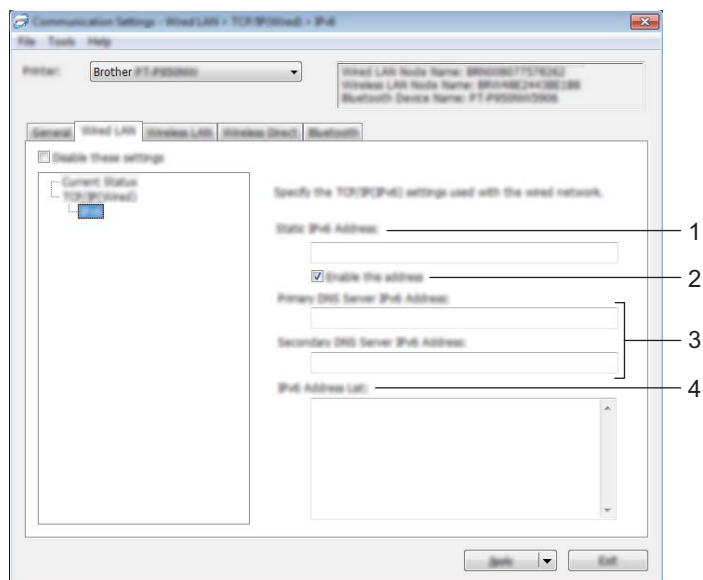 Communication Settings - Wired LAN > TCP/IP(Wired) > IPv6
File Tools Help
Printer:
Brother PT-P950NW
Wired LAN Node Name:
Wireless LAN Node Name:
Bluetooth Device Name:
General Wired LAN Wireless LAN Wireless Direct Bluetooth
Disable these settings
Current Status
TCP/IP(Wired)
Specify the TCP/IP(IPv6) settings used with the wired network.
Static IPv6 Address:
1
Enable this address
2
Primary DNS Server IPv6 Address:
3
Secondary DNS Server IPv6 Address:
IPv6 Address List:
4
Apply
Exit